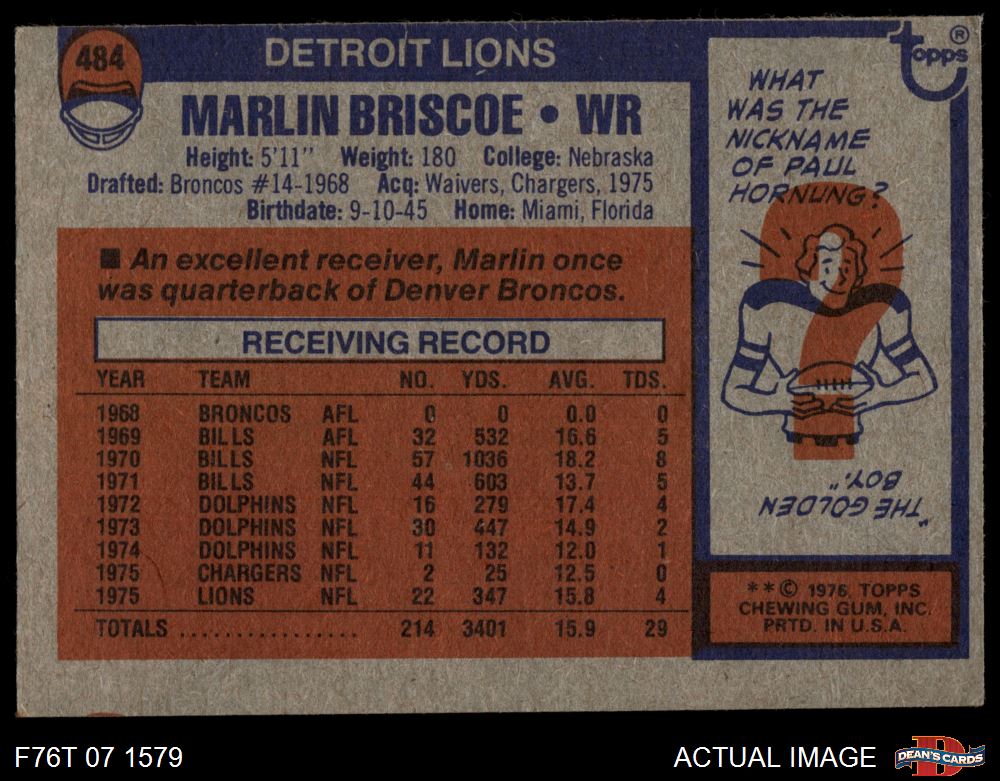 484
DETROIT LIONS
MARLIN BRISCOE • WR
Height: 5'11" Weight: 180 College: Nebraska
Drafted: Broncos #14-1968 Acq: Waivers, Chargers, 1975
Birthdate: 9-10-45 Home: Miami, Florida
■ An excellent receiver, Marlin once
was quarterback of Denver Broncos.
RECEIVING RECORD
YEAR TEAM NO. YDS. AVG. TDS.
1968 BRONCOS AFL 0 0 0.0 0
1969 BILLS AFL 32 532 16.6 5
1970 BILLS NFL 57 1036 18.2 8
1971 BILLS NFL 44 603 13.7 5
1972 DOLPHINS NFL 16 279 17.4 4
1973 DOLPHINS NFL 30 447 14.9 2
1974 DOLPHINS NFL 11 132 12.0 1
1975 CHARGERS NFL 2 25 12.5 0
1975 LIONS NFL 22 347 15.8 4
TOTALS ................. 214 3401 15.9 29
topps®
WHAT
WAS THE
NICKNAME
OF PAUL
HORNUNG?
"THE GOLDEN
BOY."
**© 1976, TOPPS
CHEWING GUM, INC.
PRTD. IN U.S.A.
F76T 07 1579
ACTUAL IMAGE
D
DEAN'S CARDS